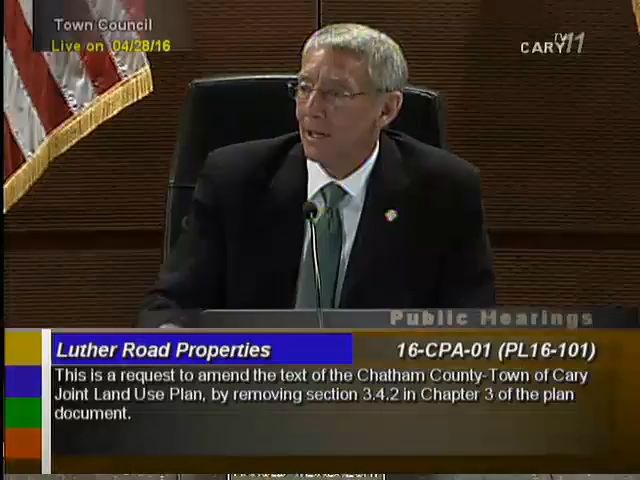 Town Council
Live on 04/28/16
CARY TV 11
Public Hearings
Luther Road Properties 16-CPA-01 (PL16-101)
This is a request to amend the text of the Chatham County-Town of Cary
Joint Land Use Plan, by removing section 3.4.2 in Chapter 3 of the plan
document.